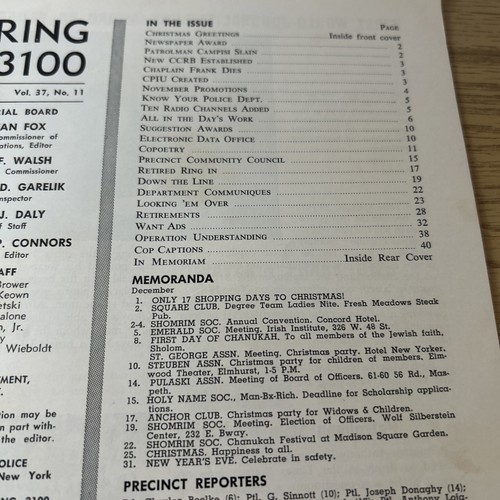 RING
3100
Vol. 37, No. 11
RIAL BOARD
AN FOX
ommissioner of
ations, Editor
F. WALSH
Commissioner
D. GARELIK
nspector
J. DALY
f Staff
P. CONNORS
Editor
AFF
Brower
Keown
etski
alone
n, Jr.
y
Wieboldt
MENT,
tion may be
n part with-
the editor.
OLICE
New York
IN THE ISSUE
PAGE
CHRISTMAS GREETINGS Inside front cover
NEWSPAPER AWARD 2
PATROLMAN CAMPISI SLAIN 2
NEW CCRB ESTABLISHED 3
CHAPLAIN FRANK DIES 3
CPIU CREATED 3
NOVEMBER PROMOTIONS 4
KNOW YOUR POLICE DEPT. 5
TEN RADIO CHANNELS ADDED 5
ALL IN THE DAY'S WORK 6
SUGGESTION AWARDS 10
ELECTRONIC DATA OFFICE 10
COPOETRY 11
PRECINCT COMMUNITY COUNCIL 15
RETIRED RING IN 17
DOWN THE LINE 19
DEPARTMENT COMMUNIQUES 22
LOOKING 'EM OVER 23
RETIREMENTS 28
WANT ADS 32
OPERATION UNDERSTANDING 38
COP CAPTIONS 40
IN MEMORIAM Inside Rear Cover
MEMORANDA
December
1. ONLY 17 SHOPPING DAYS TO CHRISTMAS!
2. SQUARE CLUB, Degree Team Ladies Nite. Fresh Meadows Steak
Pub.
2-4. SHOMRIM SOC. Annual Convention. Concord Hotel.
5. EMERALD SOC. Meeting, Irish Institute, 326 W. 48 St.
8. FIRST DAY OF CHANUKAH. To all members of the Jewish faith,
Sholom.
ST. GEORGE ASSN. Meeting. Christmas party. Hotel New Yorker.
10. STEUBEN ASSN. Christmas party for children of members. Elm-
wood Theater, Elmhurst, 1-5 P.M.
14. PULASKI ASSN. Meeting of Board of Officers. 61-60 56 Rd., Mas-
peth.
15. HOLY NAME SOC., Man-Bx-Rich. Deadline for Scholarship applica-
tions.
17. ANCHOR CLUB. Christmas party for Widows & Children.
19. SHOMRIM SOC. Meeting. Election of Officers. Wolf Silberstein
Center, 232 E. Bway.
22. SHOMRIM SOC. Chanukah Festival at Madison Square Garden.
25. CHRISTMAS. Happiness to all.
31. NEW YEAR'S EVE. Celebrate in safety.
PRECINCT REPORTERS
(6); Ptl. G. Sinnott (10); Ptl. Joseph Donaghy (14);